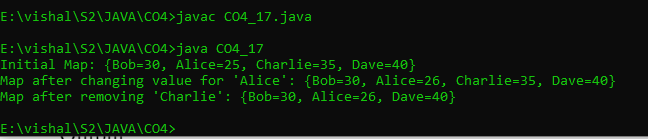 E:\vishal\S2\JAVA\CO4>javac CO4_17.java
E:\vishal\S2\JAVA\CO4>java CO4_17
Initial Map: {Bob=30, Alice=25, Charlie=35, Dave=40}
Map after changing value for 'Alice': {Bob=30, Alice=26, Charlie=35, Dave=40}
Map after removing 'Charlie': {Bob=30, Alice=26, Dave=40}
E:\vishal\S2\JAVA\CO4>